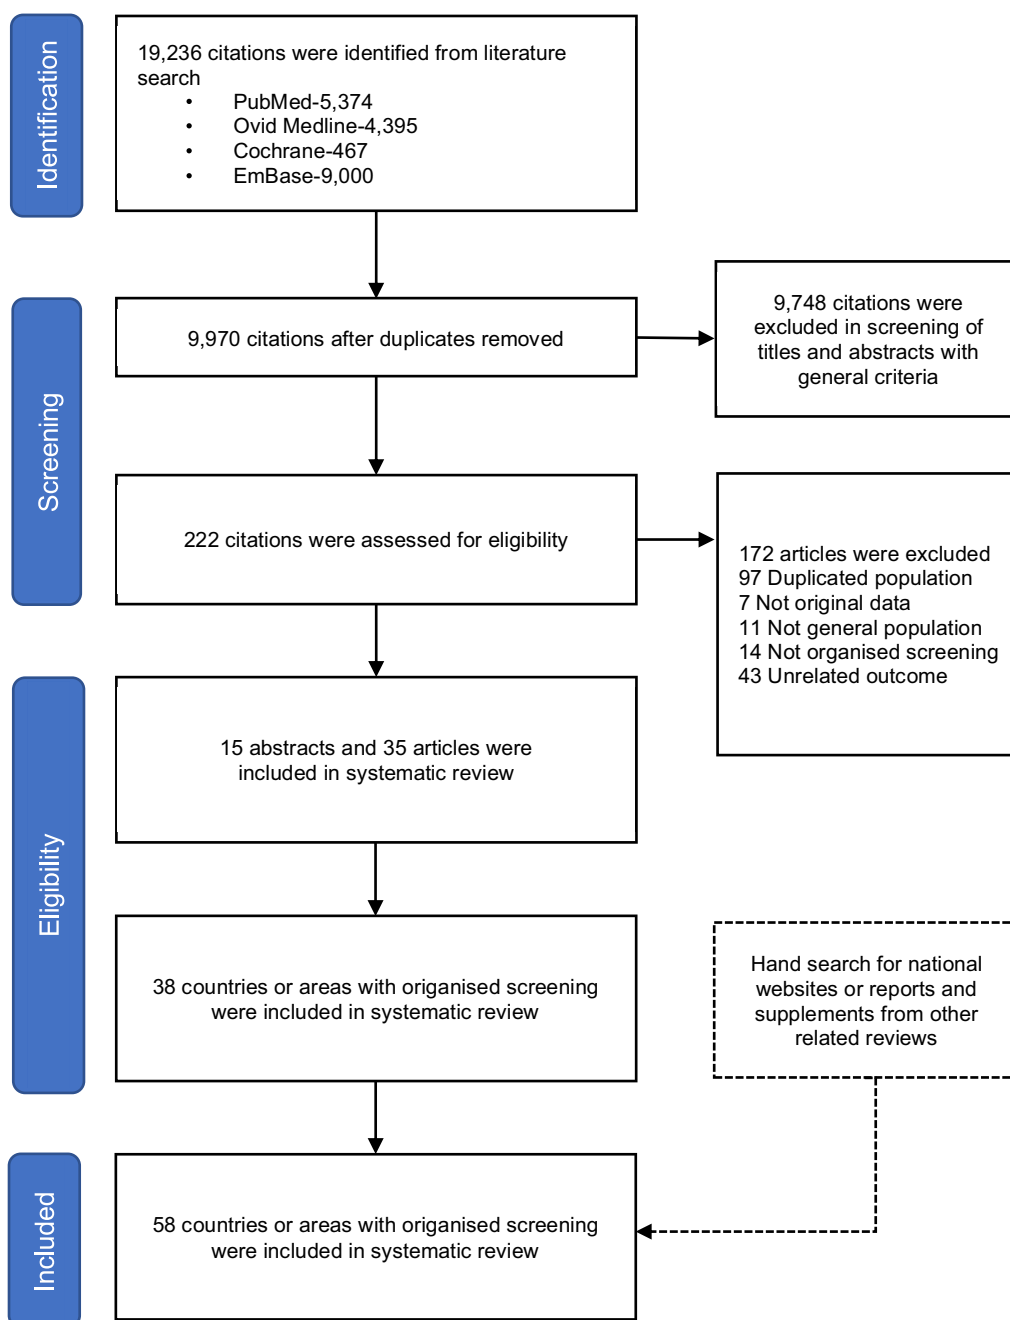 Identification
19,236 citations were identified from literature
search
• PubMed-5,374
• Ovid Medline-4,395
• Cochrane-467
• EmBase-9,000
Screening
9,970 citations after duplicates removed
9,748 citations were
excluded in screening of
titles and abstracts with
general criteria
222 citations were assessed for eligibility
172 articles were excluded
97 Duplicated population
7 Not original data
11 Not general population
14 Not organised screening
43 Unrelated outcome
Eligibility
15 abstracts and 35 articles were
included in systematic review
38 countries or areas with origanised screening
were included in systematic review
Hand search for national
websites or reports and
supplements from other
related reviews
Included
58 countries or areas with origanised screening
were included in systematic review